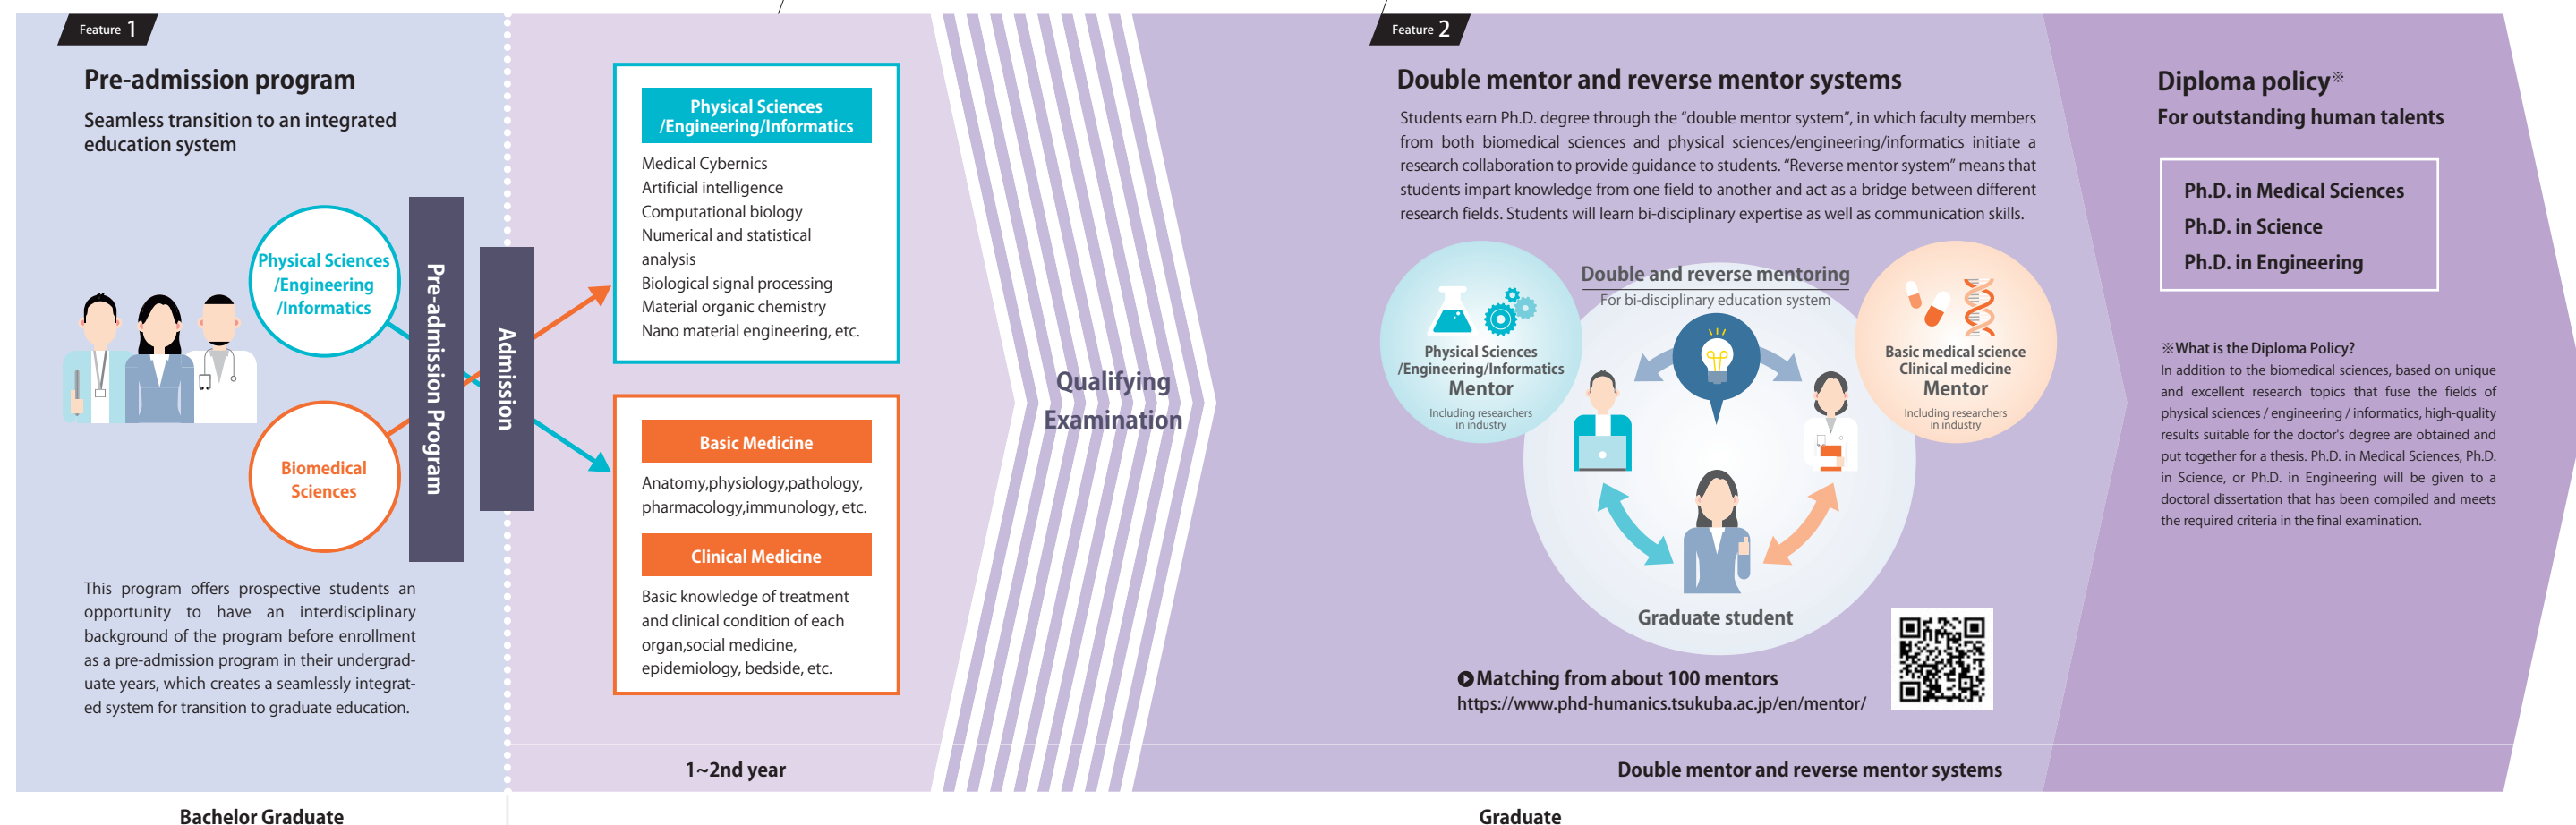 Feature 1
Pre-admission program
Seamless transition to an integrated
education system
Physical Sciences
/Engineering
/Informatics
Biomedical
Sciences
Pre-admission Program
Admission
This program offers prospective students an
opportunity to have an interdisciplinary
background of the program before enrollment
as a pre-admission program in their undergrad-
uate years, which creates a seamlessly integrat-
ed system for transition to graduate education.
Physical Sciences
/Engineering/Informatics
Medical Cybernics
Artificial intelligence
Computational biology
Numerical and statistical
analysis
Biological signal processing
Material organic chemistry
Nano material engineering, etc.
Basic Medicine
Anatomy,physiology,pathology,
pharmacology,immunology, etc.
Clinical Medicine
Basic knowledge of treatment
and clinical condition of each
organ,social medicine,
epidemiology, bedside, etc.
Qualifying
Examination
Feature 2
Double mentor and reverse mentor systems
Students earn Ph.D. degree through the “double mentor system”, in which faculty members
from both biomedical sciences and physical sciences/engineering/informatics initiate a
research collaboration to provide guidance to students. “Reverse mentor system” means that
students impart knowledge from one field to another and act as a bridge between different
research fields. Students will learn bi-disciplinary expertise as well as communication skills.
Double and reverse mentoring
For bi-disciplinary education system
Physical Sciences
/Engineering/Informatics
Mentor
Including researchers
in industry
Basic medical science
Clinical medicine
Mentor
Including researchers
in industry
Graduate student
Matching from about 100 mentors
https://www.phd-humanics.tsukuba.ac.jp/en/mentor/
Diploma policy※
For outstanding human talents
Ph.D. in Medical Sciences
Ph.D. in Science
Ph.D. in Engineering
※What is the Diploma Policy?
In addition to the biomedical sciences, based on unique
and excellent research topics that fuse the fields of
physical sciences / engineering / informatics, high-quality
results suitable for the doctor's degree are obtained and
put together for a thesis. Ph.D. in Medical Sciences, Ph.D.
in Science, or Ph.D. in Engineering will be given to a
doctoral dissertation that has been compiled and meets
the required criteria in the final examination.
1~2nd year
Double mentor and reverse mentor systems
Bachelor Graduate
Graduate